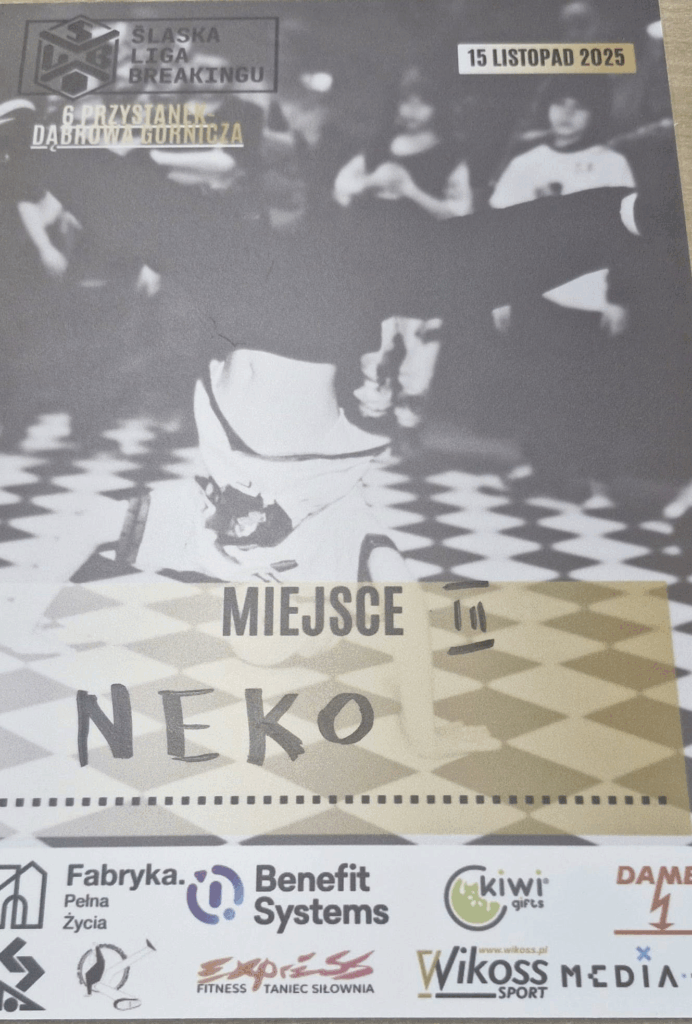 ŚLĄSKA
LIGA
BREAKINGU
15 LISTOPAD 2025
6 PRZYSTANEK
DĄBROWA GÓRNICZA
MIEJSCE III
NEKO
Fabryka.
Pełna
Życia
Benefit
Systems
kiwi
gifts
EXPRESS
FITNESS TANIEC SIŁOWNIA
www.wikoss.pl
Wikoss
SPORT
MEDIA